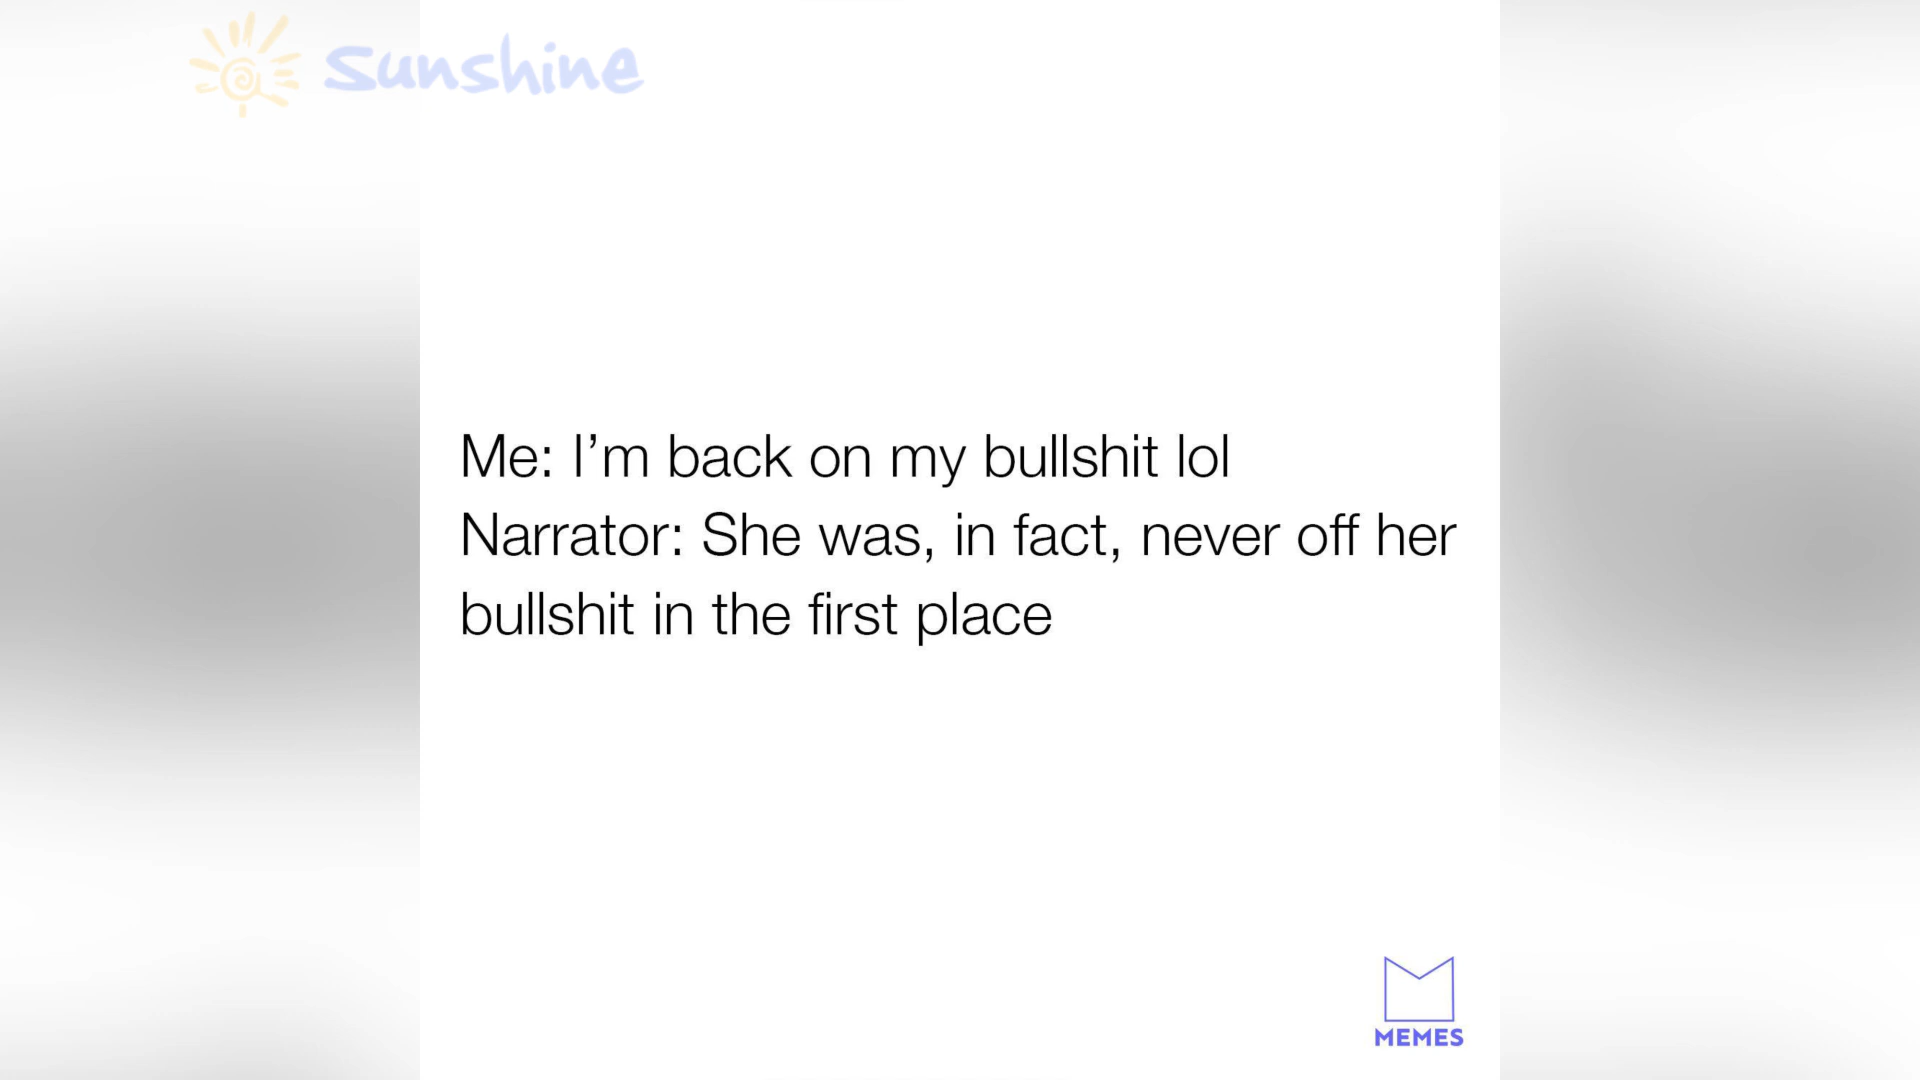 Sunshine
Me: I’m back on my bullshit lol
Narrator: She was, in fact, never off her
bullshit in the first place
MEMES